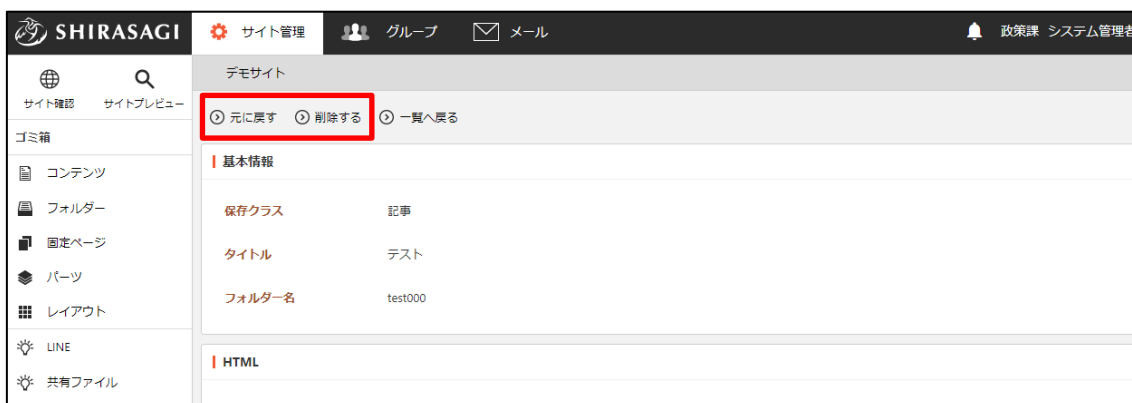 SHIRASAGI サイト管理 グループ メール 政策課 システム管理者
サイト確認 サイトプレビュー
デモサイト
元に戻す 削除する 一覧へ戻る
ゴミ箱
コンテンツ
フォルダー
固定ページ
パーツ
レイアウト
LINE
共有ファイル
基本情報
保存クラス 記事
タイトル テスト
フォルダー名 test000
HTML